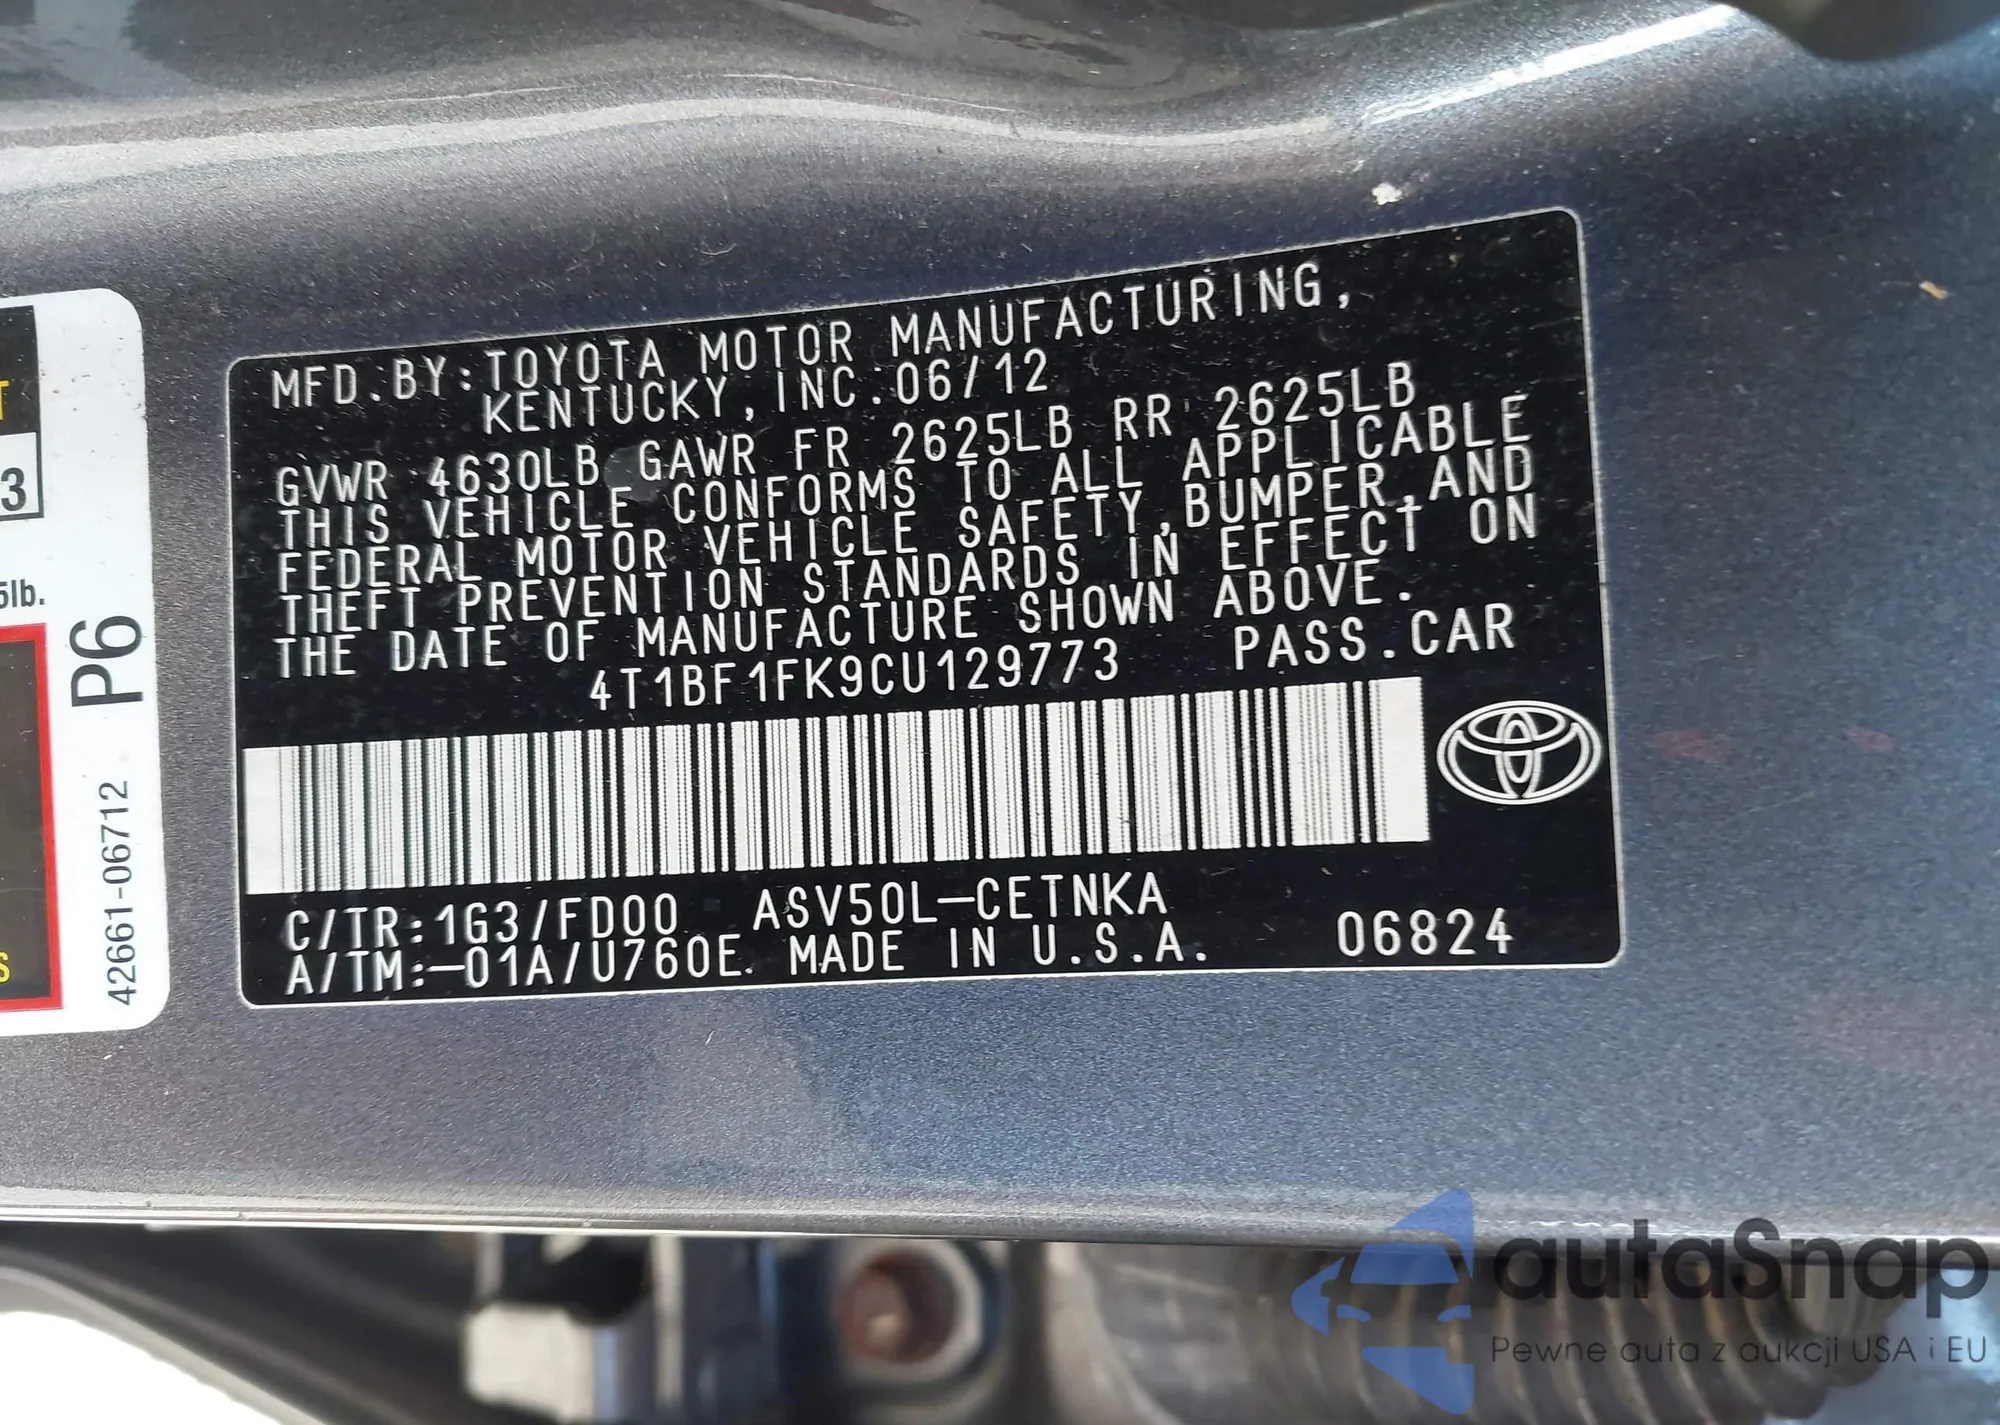 T
3
5lb.
S
P6
42661-06712
MFD.BY:TOYOTA MOTOR MANUFACTURING,
KENTUCKY, INC.06/12
GVWR 4630LB GAWR FR 2625LB RR 2625LB
THIS VEHICLE CONFORMS TO ALL APPLICABLE
FEDERAL MOTOR VEHICLE SAFETY,BUMPER,AND
THEFT PREVENTION STANDARDS IN EFFECT ON
THE DATE OF MANUFACTURE SHOWN ABOVE.
4T1BF1FK9CU129773 PASS.CAR
C/TR:1G3/FD00 ASV50L-CETNKA
A/TM:-01A/U760E. MADE IN U.S.A. 06824
autaSnap
Pewne auta z aukcji USA i EU